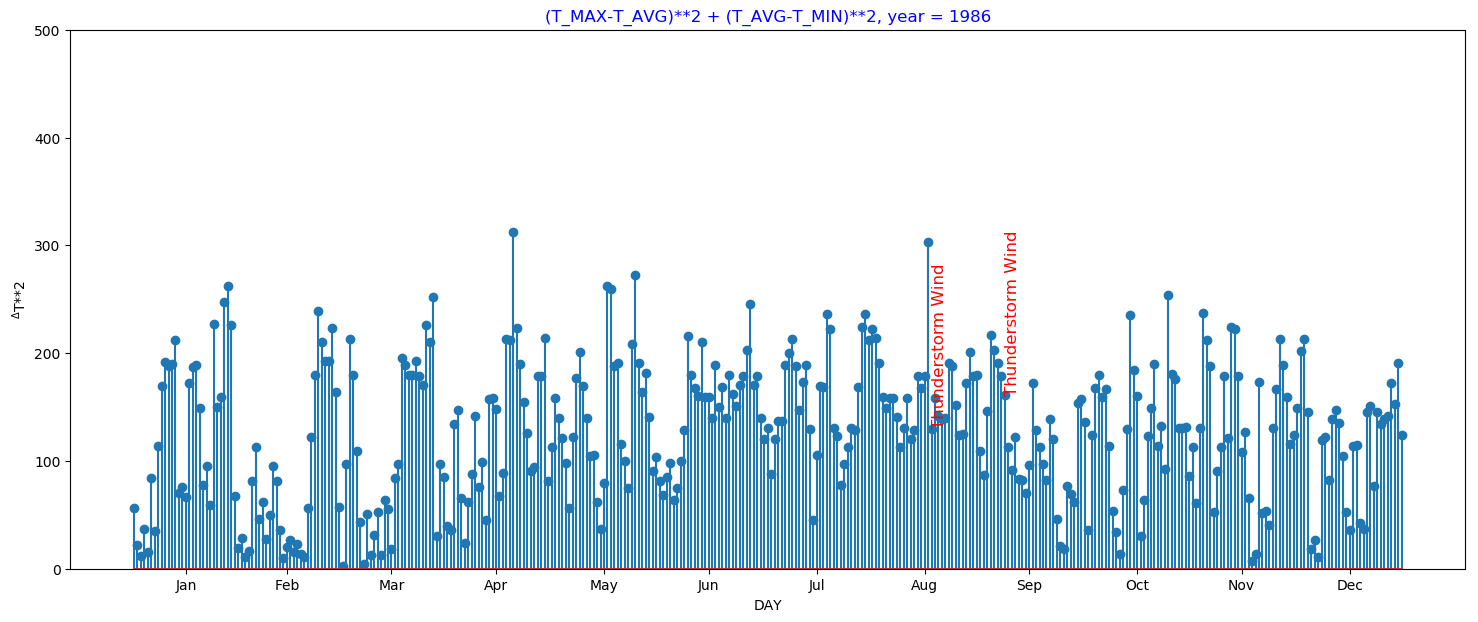 (T_MAX-T_AVG)**2 + (T_AVG-T_MIN)**2, year = 1986
500
400
300
200
100
0
ΔT**2
Thunderstorm Wind
Thunderstorm Wind
Jan Feb Mar Apr May Jun Jul Aug Sep Oct Nov Dec
DAY